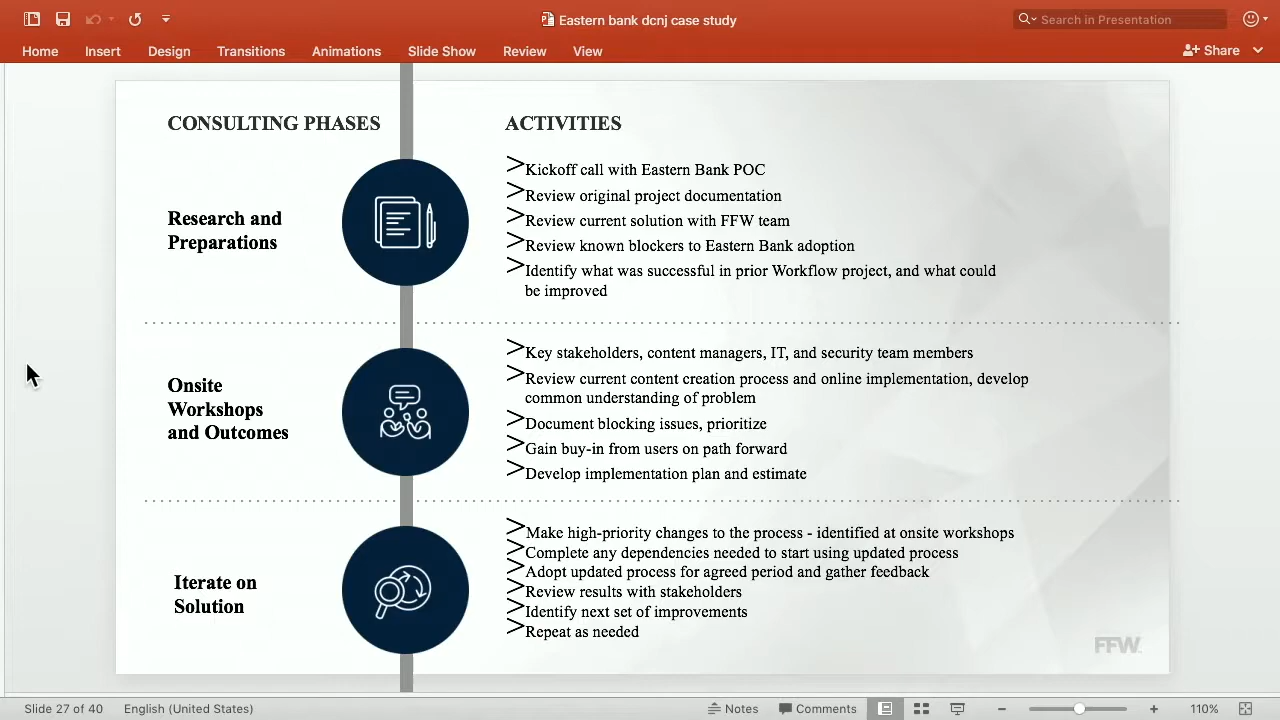 Eastern bank dcnj case study
Search in Presentation
Home Insert Design Transitions Animations Slide Show Review View Share
CONSULTING PHASES
ACTIVITIES
Research and
Preparations
>Kickoff call with Eastern Bank POC
>Review original project documentation
>Review current solution with FFW team
>Review known blockers to Eastern Bank adoption
>Identify what was successful in prior Workflow project, and what could
be improved
Onsite
Workshops
and Outcomes
>Key stakeholders, content managers, IT, and security team members
>Review current content creation process and online implementation, develop
common understanding of problem
>Document blocking issues, prioritize
>Gain buy-in from users on path forward
>Develop implementation plan and estimate
Iterate on
Solution
>Make high-priority changes to the process - identified at onsite workshops
>Complete any dependencies needed to start using updated process
>Adopt updated process for agreed period and gather feedback
>Review results with stakeholders
>Identify next set of improvements
>Repeat as needed
FFW
Slide 27 of 40 English (United States) Notes Comments 110%